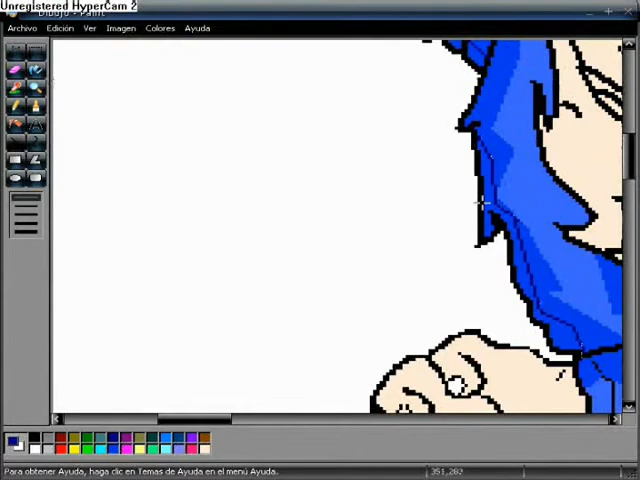 Unregistered HyperCam 2
Dibujo - Paint
Archivo Edición Ver Imagen Colores Ayuda
Para obtener Ayuda, haga clic en Temas de Ayuda en el menú Ayuda.
351,282